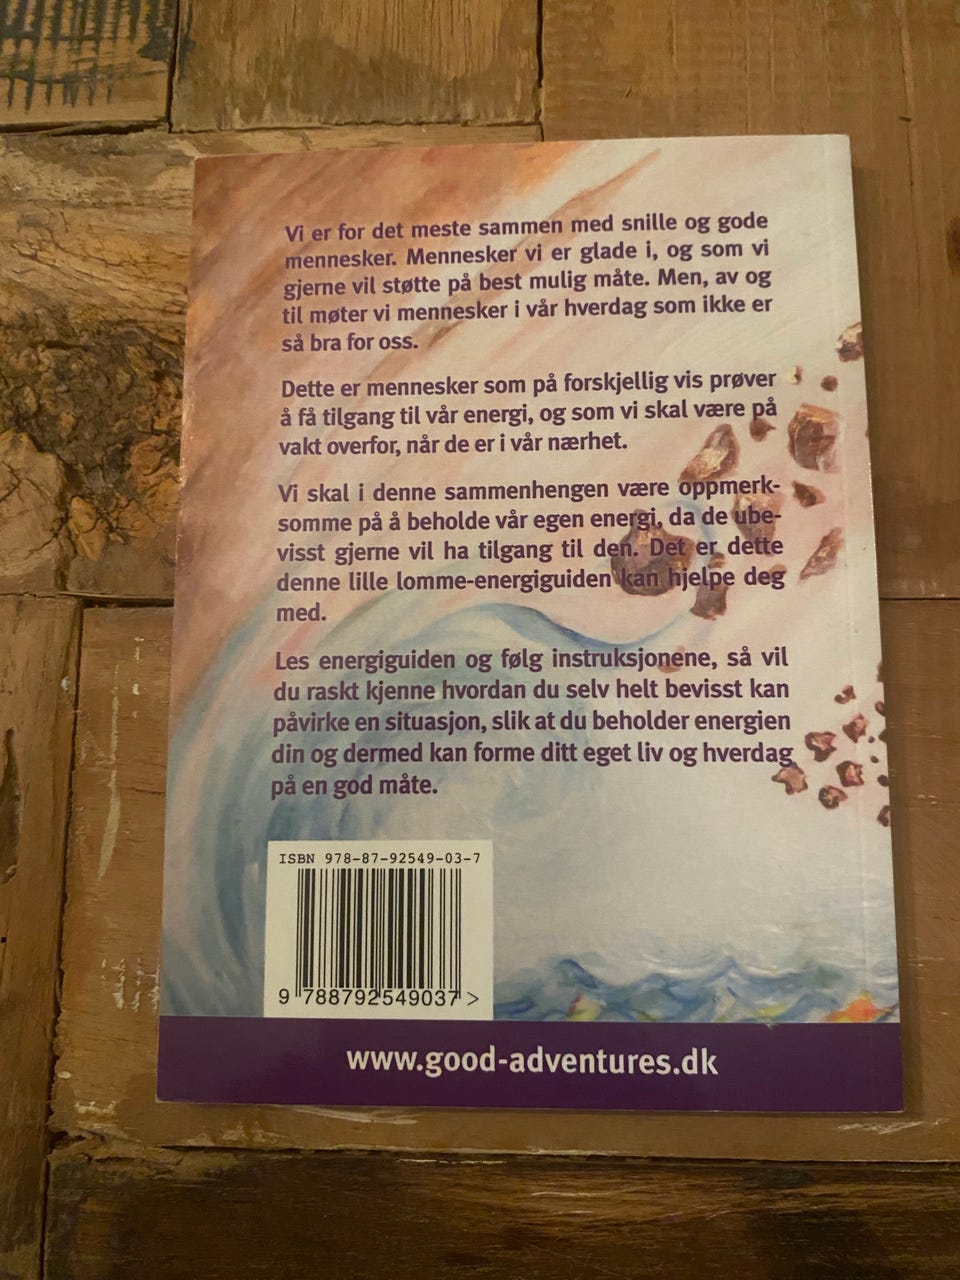 Vi er for det meste sammen med snille og gode
mennesker. Mennesker vi er glade i, og som vi
gjerne vil støtte på best mulig måte. Men, av og
til møter vi mennesker i vår hverdag som ikke er
så bra for oss.
Dette er mennesker som på forskjellig vis prøver
å få tilgang til vår energi, og som vi skal være på
vakt overfor, når de er i vår nærhet.
Vi skal i denne sammenhengen være oppmerk-
somme på å beholde vår egen energi, da de ube-
visst gjerne vil ha tilgang til den. Det er dette
denne lille lomme-energiguiden kan hjelpe deg
med.
Les energiguiden og følg instruksjonene, så vil
du raskt kjenne hvordan du selv helt bevisst kan
påvirke en situasjon, slik at du beholder energien
din og dermed kan forme ditt eget liv og hverdag
på en god måte.
ISBN 978-87-92549-03-7
9 788792549037 >
www.good-adventures.dk